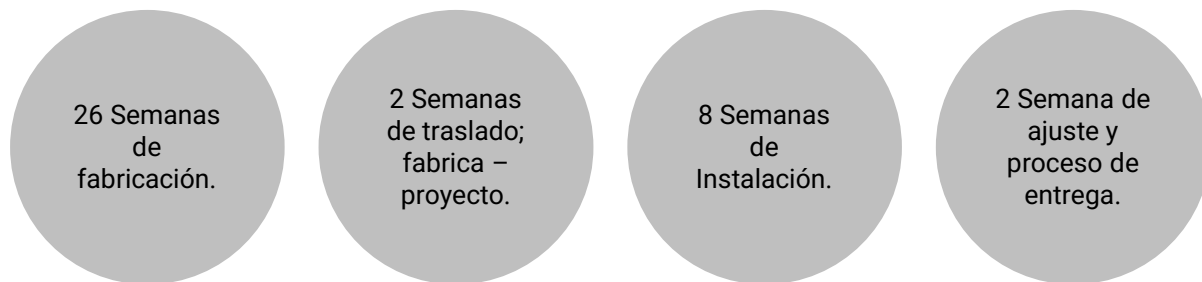 26 Semanas
de
fabricación.
2 Semanas
de traslado;
fabrica –
proyecto.
8 Semanas
de
Instalación.
2 Semana de
ajuste y
proceso de
entrega.